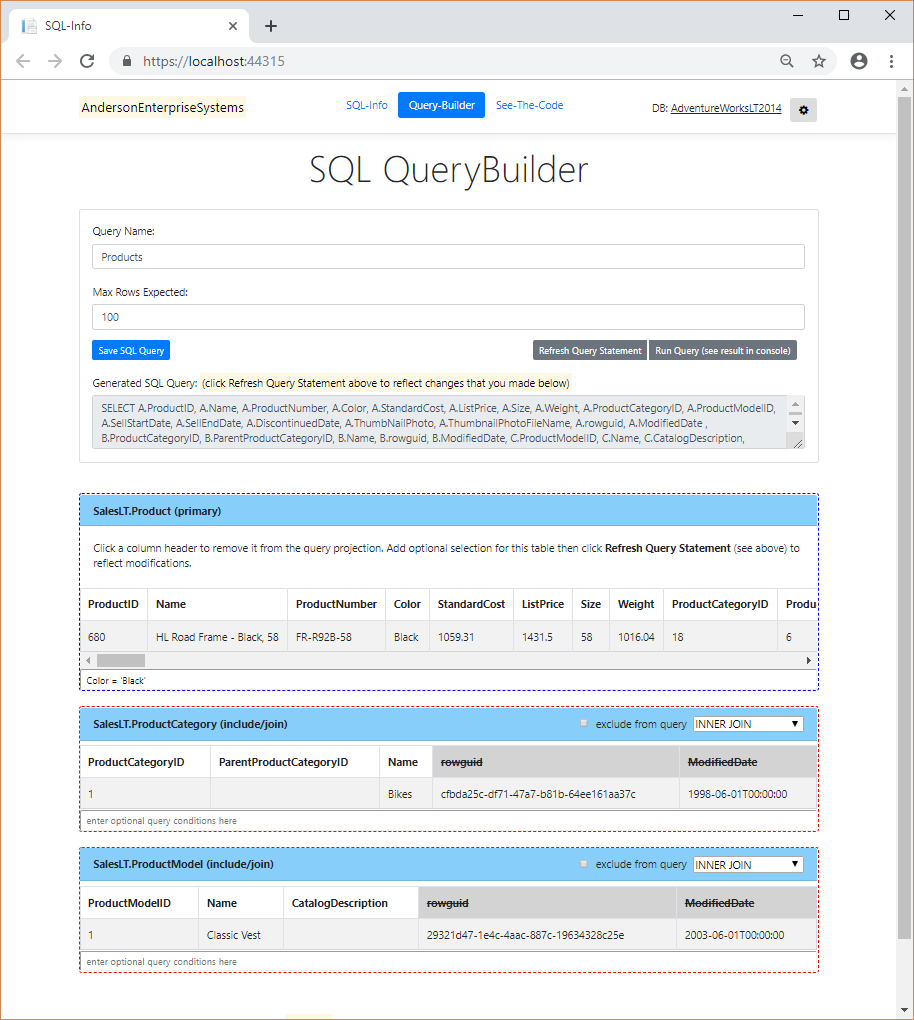 SQL-Info
https://localhost:44315
AndersonEnterpriseSystems SQL-Info Query-Builder See-The-Code DB: AdventureWorksLT2014
SQL QueryBuilder
Query Name:
Products
Max Rows Expected:
100
Save SQL Query Refresh Query Statement Run Query (see result in console)
Generated SQL Query: (click Refresh Query Statement above to reflect changes that you made below)
SELECT A.ProductID, A.Name, A.ProductNumber, A.Color, A.StandardCost, A.ListPrice, A.Size, A.Weight, A.ProductCategoryID, A.ProductModelID,
A.SellStartDate, A.SellEndDate, A.DiscontinuedDate, A.ThumbNailPhoto, A.ThumbnailPhotoFileName, A.rowguid, A.ModifiedDate ,
B.ProductCategoryID, B.ParentProductCategoryID, B.Name, B.rowguid, B.ModifiedDate, C.ProductModelID, C.Name, C.CatalogDescription,
SalesLT.Product (primary)
Click a column header to remove it from the query projection. Add optional selection for this table then click Refresh Query Statement (see above) to
reflect modifications.
ProductID Name ProductNumber Color StandardCost ListPrice Size Weight ProductCategoryID Produ
680 HL Road Frame - Black, 58 FR-R92B-58 Black 1059.31 1431.5 58 1016.04 18 6
Color = 'Black'
SalesLT.ProductCategory (include/join) exclude from query INNER JOIN
ProductCategoryID ParentProductCategoryID Name rowguid ModifiedDate
1 Bikes cfbda25c-df71-47a7-b81b-64ee161aa37c 1998-06-01T00:00:00
enter optional query conditions here
SalesLT.ProductModel (include/join) exclude from query INNER JOIN
ProductModelID Name CatalogDescription rowguid ModifiedDate
1 Classic Vest 29321d47-1e4c-4aac-887c-19634328c25e 2003-06-01T00:00:00
enter optional query conditions here